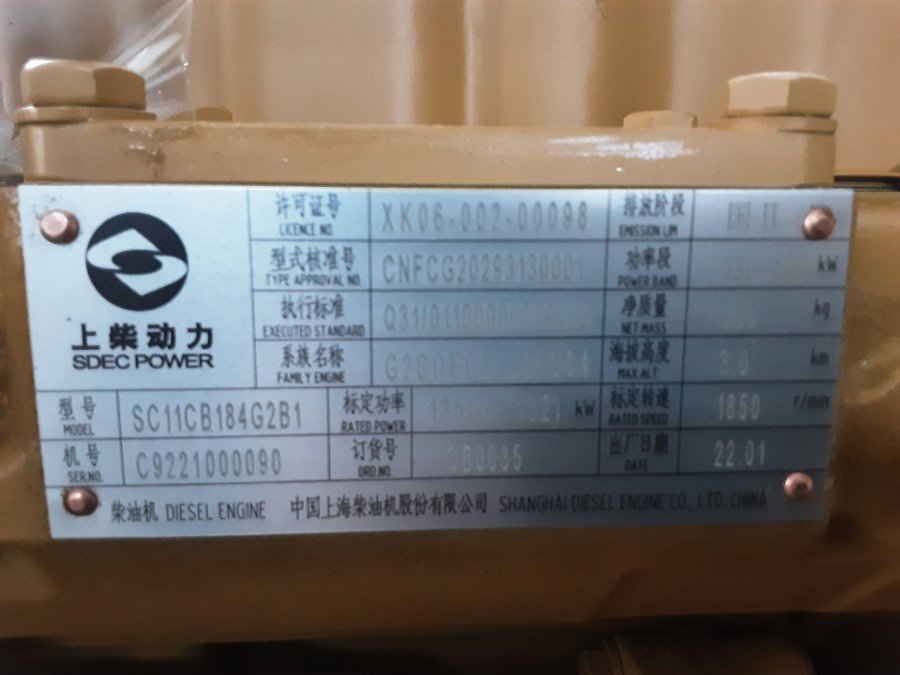 上柴动力
SDEC POWER
许可证号 XK06-002-00098 排放阶段 国II
LICENCE NO. EMISSION LIM
型式核准号 功率段 kW
TYPE APPROVAL NO. POWER BAND
执行标准 净质量 kg
EXECUTED STANDARD NET MASS
系族名称 海拔高度 km
FAMILY ENGINE MAX ALT
型号 SC11CB184G2B1 标定功率 kW 标定转速 1850 r/min
MODEL RATED POWER RATED SPEED
机号 C9221000090 订货号 出厂日期 22.01
SER.NO. ORD.NO. DATE
柴油机 DIESEL ENGINE 中国上海柴油机股份有限公司 SHANGHAI DIESEL ENGINE CO., LTD. CHINA